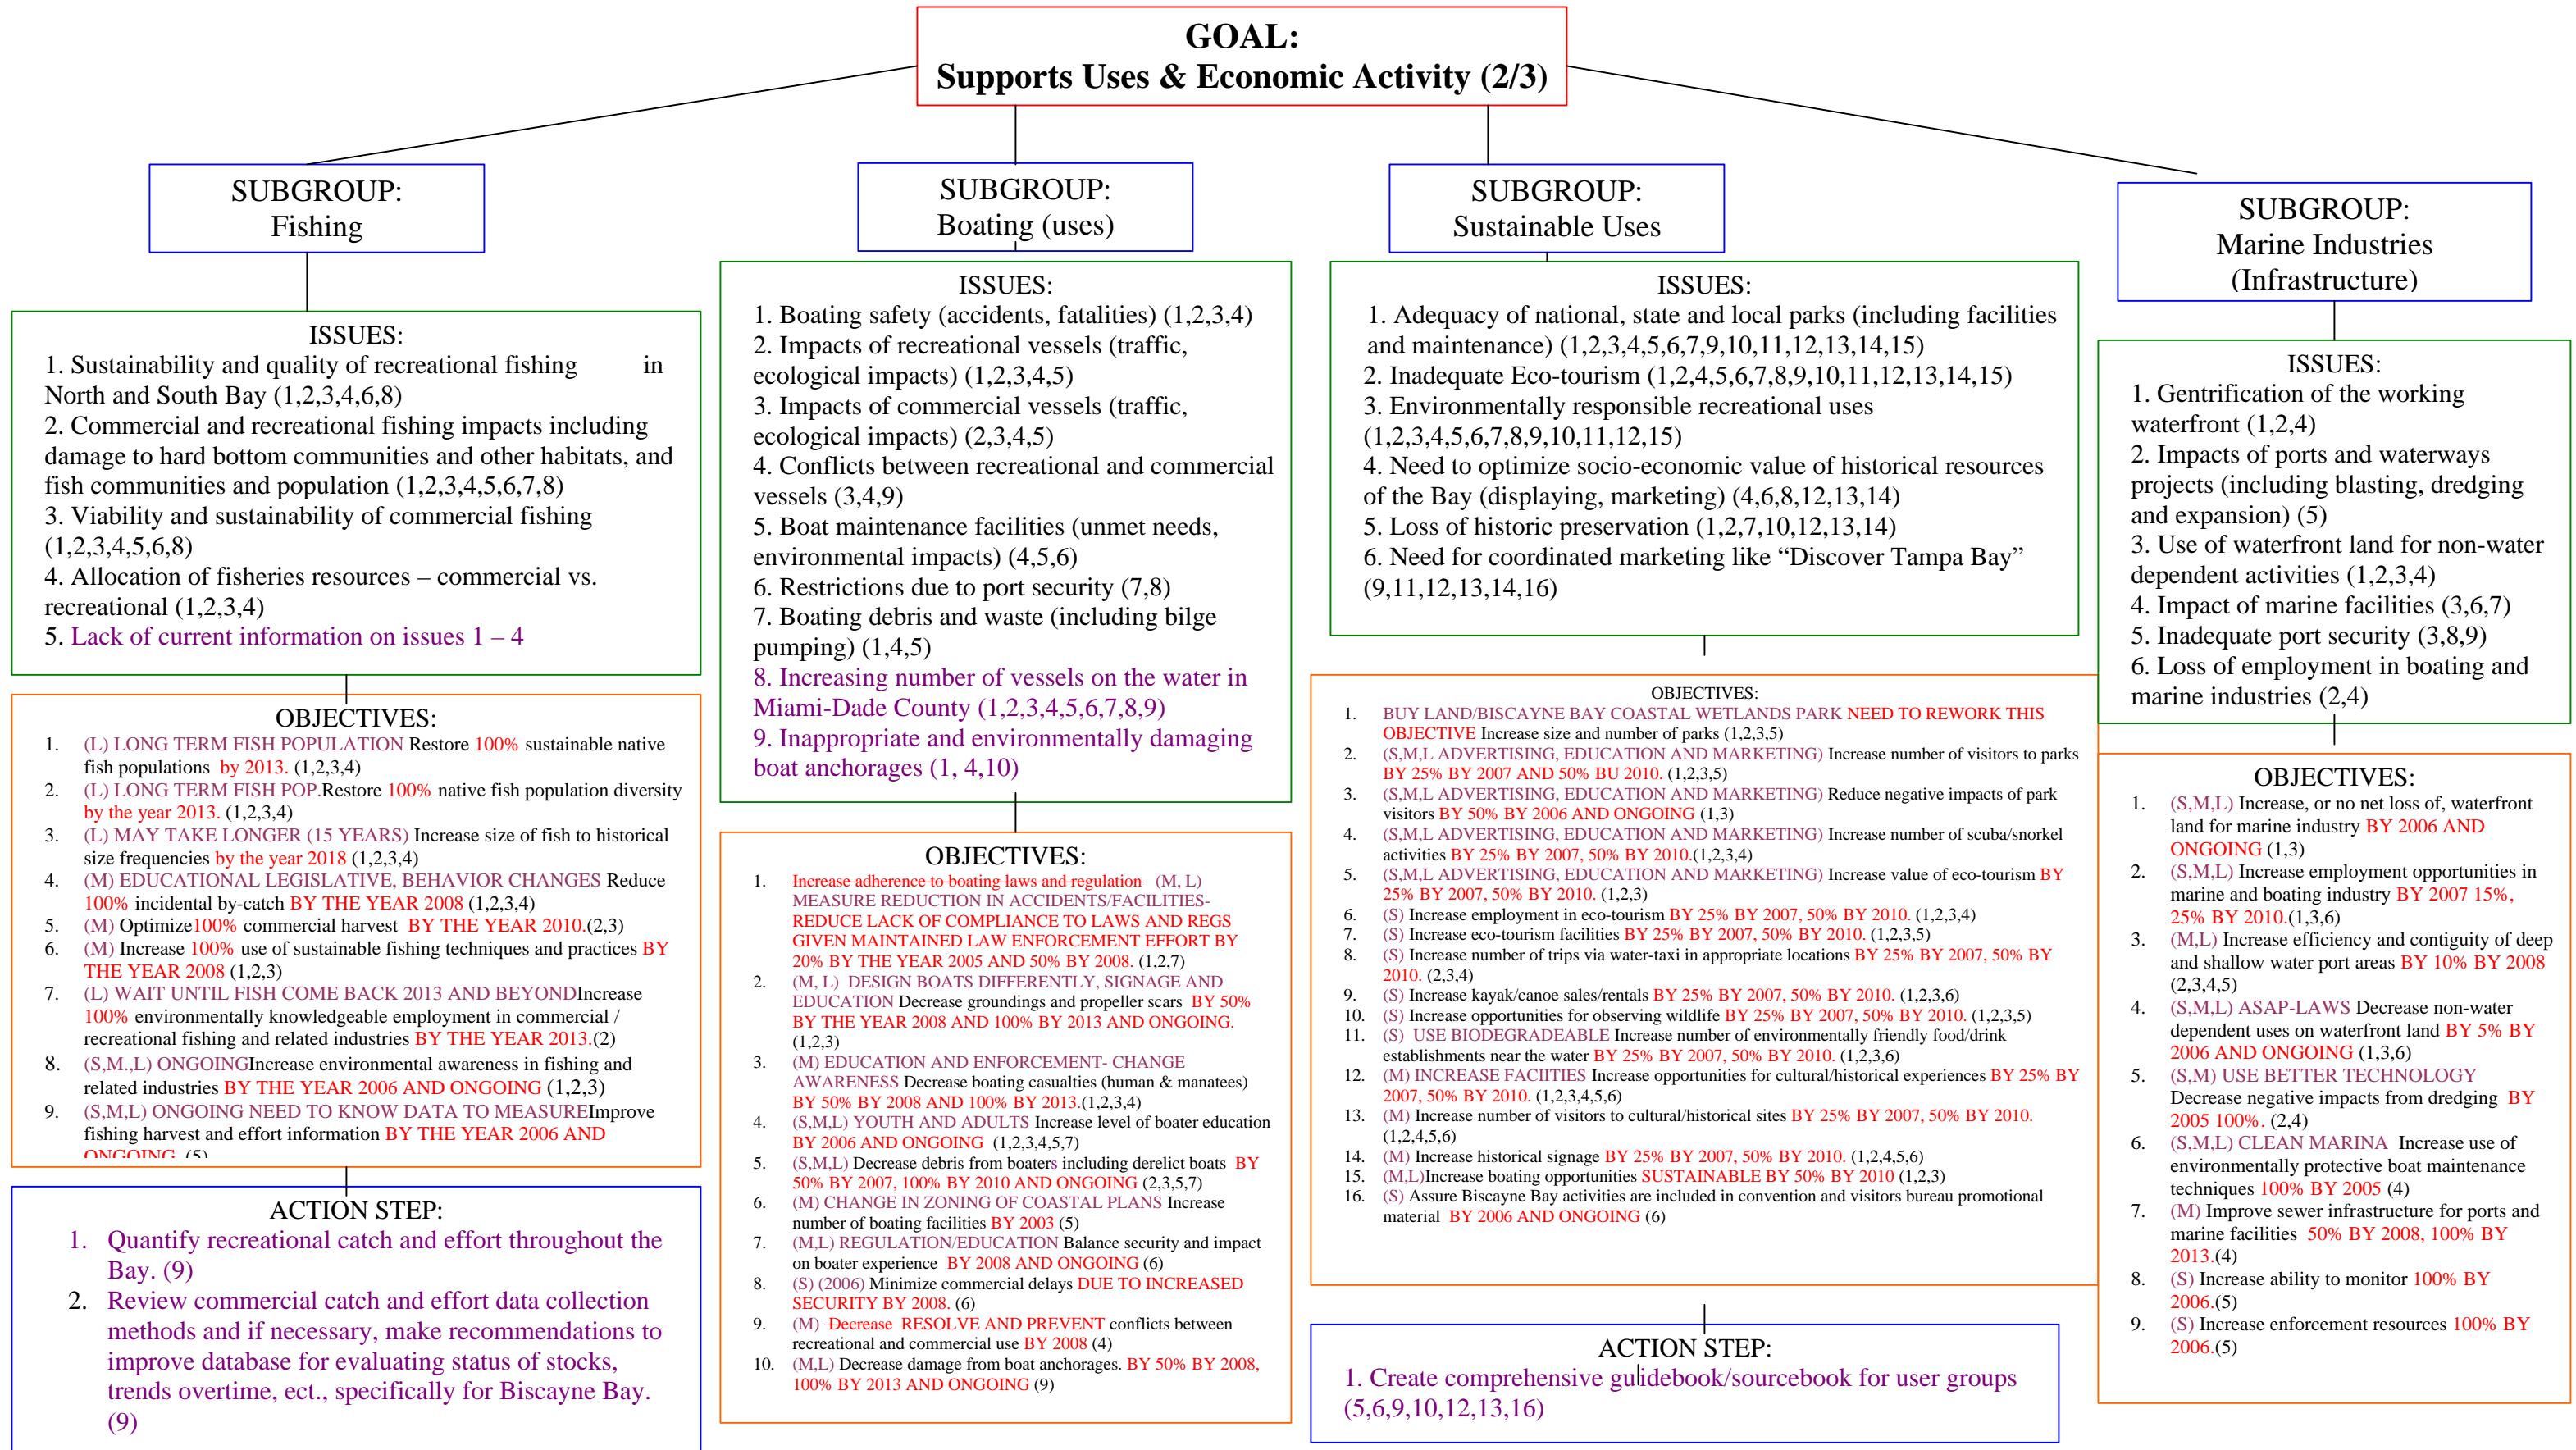 GOAL:
Supports Uses & Economic Activity (2/3)
SUBGROUP:
Fishing
ISSUES:
1. Sustainability and quality of recreational fishing in
North and South Bay (1,2,3,4,6,8)
2. Commercial and recreational fishing impacts including
damage to hard bottom communities and other habitats, and
fish communities and population (1,2,3,4,5,6,7,8)
3. Viability and sustainability of commercial fishing
(1,2,3,4,5,6,8)
4. Allocation of fisheries resources – commercial vs.
recreational (1,2,3,4)
5. Lack of current information on issues 1 – 4
OBJECTIVES:
1. (L) LONG TERM FISH POPULATION Restore 100% sustainable native
fish populations by 2013. (1,2,3,4)
2. (L) LONG TERM FISH POP.Restore 100% native fish population diversity
by the year 2013. (1,2,3,4)
3. (L) MAY TAKE LONGER (15 YEARS) Increase size of fish to historical
size frequencies by the year 2018 (1,2,3,4)
4. (M) EDUCATIONAL LEGISLATIVE, BEHAVIOR CHANGES Reduce
100% incidental by-catch BY THE YEAR 2008 (1,2,3,4)
5. (M) Optimize100% commercial harvest BY THE YEAR 2010.(2,3)
6. (M) Increase 100% use of sustainable fishing techniques and practices BY
THE YEAR 2008 (1,2,3)
7. (L) WAIT UNTIL FISH COME BACK 2013 AND BEYONDIncrease
100% environmentally knowledgeable employment in commercial /
recreational fishing and related industries BY THE YEAR 2013.(2)
8. (S,M.,L) ONGOINGIncrease environmental awareness in fishing and
related industries BY THE YEAR 2006 AND ONGOING (1,2,3)
9. (S,M,L) ONGOING NEED TO KNOW DATA TO MEASUREImprove
fishing harvest and effort information BY THE YEAR 2006 AND
ONGOING. (5)
ACTION STEP:
1. Quantify recreational catch and effort throughout the
Bay. (9)
2. Review commercial catch and effort data collection
methods and if necessary, make recommendations to
improve database for evaluating status of stocks,
trends overtime, ect., specifically for Biscayne Bay.
(9)
SUBGROUP:
Boating (uses)
ISSUES:
1. Boating safety (accidents, fatalities) (1,2,3,4)
2. Impacts of recreational vessels (traffic,
ecological impacts) (1,2,3,4,5)
3. Impacts of commercial vessels (traffic,
ecological impacts) (2,3,4,5)
4. Conflicts between recreational and commercial
vessels (3,4,9)
5. Boat maintenance facilities (unmet needs,
environmental impacts) (4,5,6)
6. Restrictions due to port security (7,8)
7. Boating debris and waste (including bilge
pumping) (1,4,5)
8. Increasing number of vessels on the water in
Miami-Dade County (1,2,3,4,5,6,7,8,9)
9. Inappropriate and environmentally damaging
boat anchorages (1, 4,10)
OBJECTIVES:
1. Increase adherence to boating laws and regulation (M, L)
MEASURE REDUCTION IN ACCIDENTS/FACILITIES-
REDUCE LACK OF COMPLIANCE TO LAWS AND REGS
GIVEN MAINTAINED LAW ENFORCEMENT EFFORT BY
20% BY THE YEAR 2005 AND 50% BY 2008. (1,2,7)
2. (M, L) DESIGN BOATS DIFFERENTLY, SIGNAGE AND
EDUCATION Decrease groundings and propeller scars BY 50%
BY THE YEAR 2008 AND 100% BY 2013 AND ONGOING.
(1,2,3)
3. (M) EDUCATION AND ENFORCEMENT- CHANGE
AWARENESS Decrease boating casualties (human & manatees)
BY 50% BY 2008 AND 100% BY 2013.(1,2,3,4)
4. (S,M,L) YOUTH AND ADULTS Increase level of boater education
BY 2006 AND ONGOING (1,2,3,4,5,7)
5. (S,M,L) Decrease debris from boaters including derelict boats BY
50% BY 2007, 100% BY 2010 AND ONGOING (2,3,5,7)
6. (M) CHANGE IN ZONING OF COASTAL PLANS Increase
number of boating facilities BY 2003 (5)
7. (M,L) REGULATION/EDUCATION Balance security and impact
on boater experience BY 2008 AND ONGOING (6)
8. (S) (2006) Minimize commercial delays DUE TO INCREASED
SECURITY BY 2008. (6)
9. (M) Decrease RESOLVE AND PREVENT conflicts between
recreational and commercial use BY 2008 (4)
10. (M,L) Decrease damage from boat anchorages. BY 50% BY 2008,
100% BY 2013 AND ONGOING (9)
SUBGROUP:
Sustainable Uses
ISSUES:
1. Adequacy of national, state and local parks (including facilities
and maintenance) (1,2,3,4,5,6,7,9,10,11,12,13,14,15)
2. Inadequate Eco-tourism (1,2,4,5,6,7,8,9,10,11,12,13,14,15)
3. Environmentally responsible recreational uses
(1,2,3,4,5,6,7,8,9,10,11,12,15)
4. Need to optimize socio-economic value of historical resources
of the Bay (displaying, marketing) (4,6,8,12,13,14)
5. Loss of historic preservation (1,2,7,10,12,13,14)
6. Need for coordinated marketing like “Discover Tampa Bay”
(9,11,12,13,14,16)
OBJECTIVES:
1. BUY LAND/BISCAYNE BAY COASTAL WETLANDS PARK NEED TO REWORK THIS
OBJECTIVE Increase size and number of parks (1,2,3,5)
2. (S,M,L ADVERTISING, EDUCATION AND MARKETING) Increase number of visitors to parks
BY 25% BY 2007 AND 50% BU 2010. (1,2,3,5)
3. (S,M,L ADVERTISING, EDUCATION AND MARKETING) Reduce negative impacts of park
visitors BY 50% BY 2006 AND ONGOING (1,3)
4. (S,M,L ADVERTISING, EDUCATION AND MARKETING) Increase number of scuba/snorkel
activities BY 25% BY 2007, 50% BY 2010.(1,2,3,4)
5. (S,M,L ADVERTISING, EDUCATION AND MARKETING) Increase value of eco-tourism BY
25% BY 2007, 50% BY 2010. (1,2,3)
6. (S) Increase employment in eco-tourism BY 25% BY 2007, 50% BY 2010. (1,2,3,4)
7. (S) Increase eco-tourism facilities BY 25% BY 2007, 50% BY 2010. (1,2,3,5)
8. (S) Increase number of trips via water-taxi in appropriate locations BY 25% BY 2007, 50% BY
2010. (2,3,4)
9. (S) Increase kayak/canoe sales/rentals BY 25% BY 2007, 50% BY 2010. (1,2,3,6)
10. (S) Increase opportunities for observing wildlife BY 25% BY 2007, 50% BY 2010. (1,2,3,5)
11. (S) USE BIODEGRADEABLE Increase number of environmentally friendly food/drink
establishments near the water BY 25% BY 2007, 50% BY 2010. (1,2,3,6)
12. (M) INCREASE FACIITIES Increase opportunities for cultural/historical experiences BY 25% BY
2007, 50% BY 2010. (1,2,3,4,5,6)
13. (M) Increase number of visitors to cultural/historical sites BY 25% BY 2007, 50% BY 2010.
(1,2,4,5,6)
14. (M) Increase historical signage BY 25% BY 2007, 50% BY 2010. (1,2,4,5,6)
15. (M,L)Increase boating opportunities SUSTAINABLE BY 50% BY 2010 (1,2,3)
16. (S) Assure Biscayne Bay activities are included in convention and visitors bureau promotional
material BY 2006 AND ONGOING (6)
ACTION STEP:
1. Create comprehensive guidebook/sourcebook for user groups
(5,6,9,10,12,13,16)
SUBGROUP:
Marine Industries
(Infrastructure)
ISSUES:
1. Gentrification of the working
waterfront (1,2,4)
2. Impacts of ports and waterways
projects (including blasting, dredging
and expansion) (5)
3. Use of waterfront land for non-water
dependent activities (1,2,3,4)
4. Impact of marine facilities (3,6,7)
5. Inadequate port security (3,8,9)
6. Loss of employment in boating and
marine industries (2,4)
OBJECTIVES:
1. (S,M,L) Increase, or no net loss of, waterfront
land for marine industry BY 2006 AND
ONGOING (1,3)
2. (S,M,L) Increase employment opportunities in
marine and boating industry BY 2007 15%,
25% BY 2010.(1,3,6)
3. (M,L) Increase efficiency and contiguity of deep
and shallow water port areas BY 10% BY 2008
(2,3,4,5)
4. (S,M,L) ASAP-LAWS Decrease non-water
dependent uses on waterfront land BY 5% BY
2006 AND ONGOING (1,3,6)
5. (S,M) USE BETTER TECHNOLOGY
Decrease negative impacts from dredging BY
2005 100%. (2,4)
6. (S,M,L) CLEAN MARINA Increase use of
environmentally protective boat maintenance
techniques 100% BY 2005 (4)
7. (M) Improve sewer infrastructure for ports and
marine facilities 50% BY 2008, 100% BY
2013.(4)
8. (S) Increase ability to monitor 100% BY
2006.(5)
9. (S) Increase enforcement resources 100% BY
2006.(5)